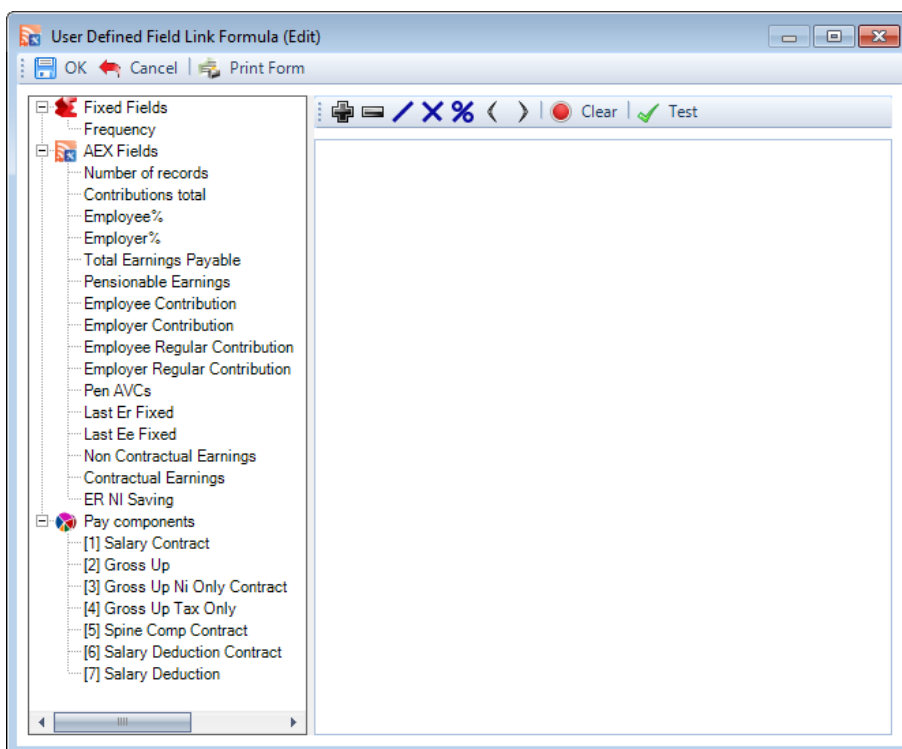 User Defined Field Link Formula (Edit)
OK Cancel Print Form
Fixed Fields
Frequency
AEX Fields
Number of records
Contributions total
Employee%
Employer%
Total Earnings Payable
Pensionable Earnings
Employee Contribution
Employer Contribution
Employee Regular Contribution
Employer Regular Contribution
Pen AVCs
Last Er Fixed
Last Ee Fixed
Non Contractual Earnings
Contractual Earnings
ER NI Saving
Pay components
[1] Salary Contract
[2] Gross Up
[3] Gross Up Ni Only Contract
[4] Gross Up Tax Only
[5] Spine Comp Contract
[6] Salary Deduction Contract
[7] Salary Deduction
% Clear Test